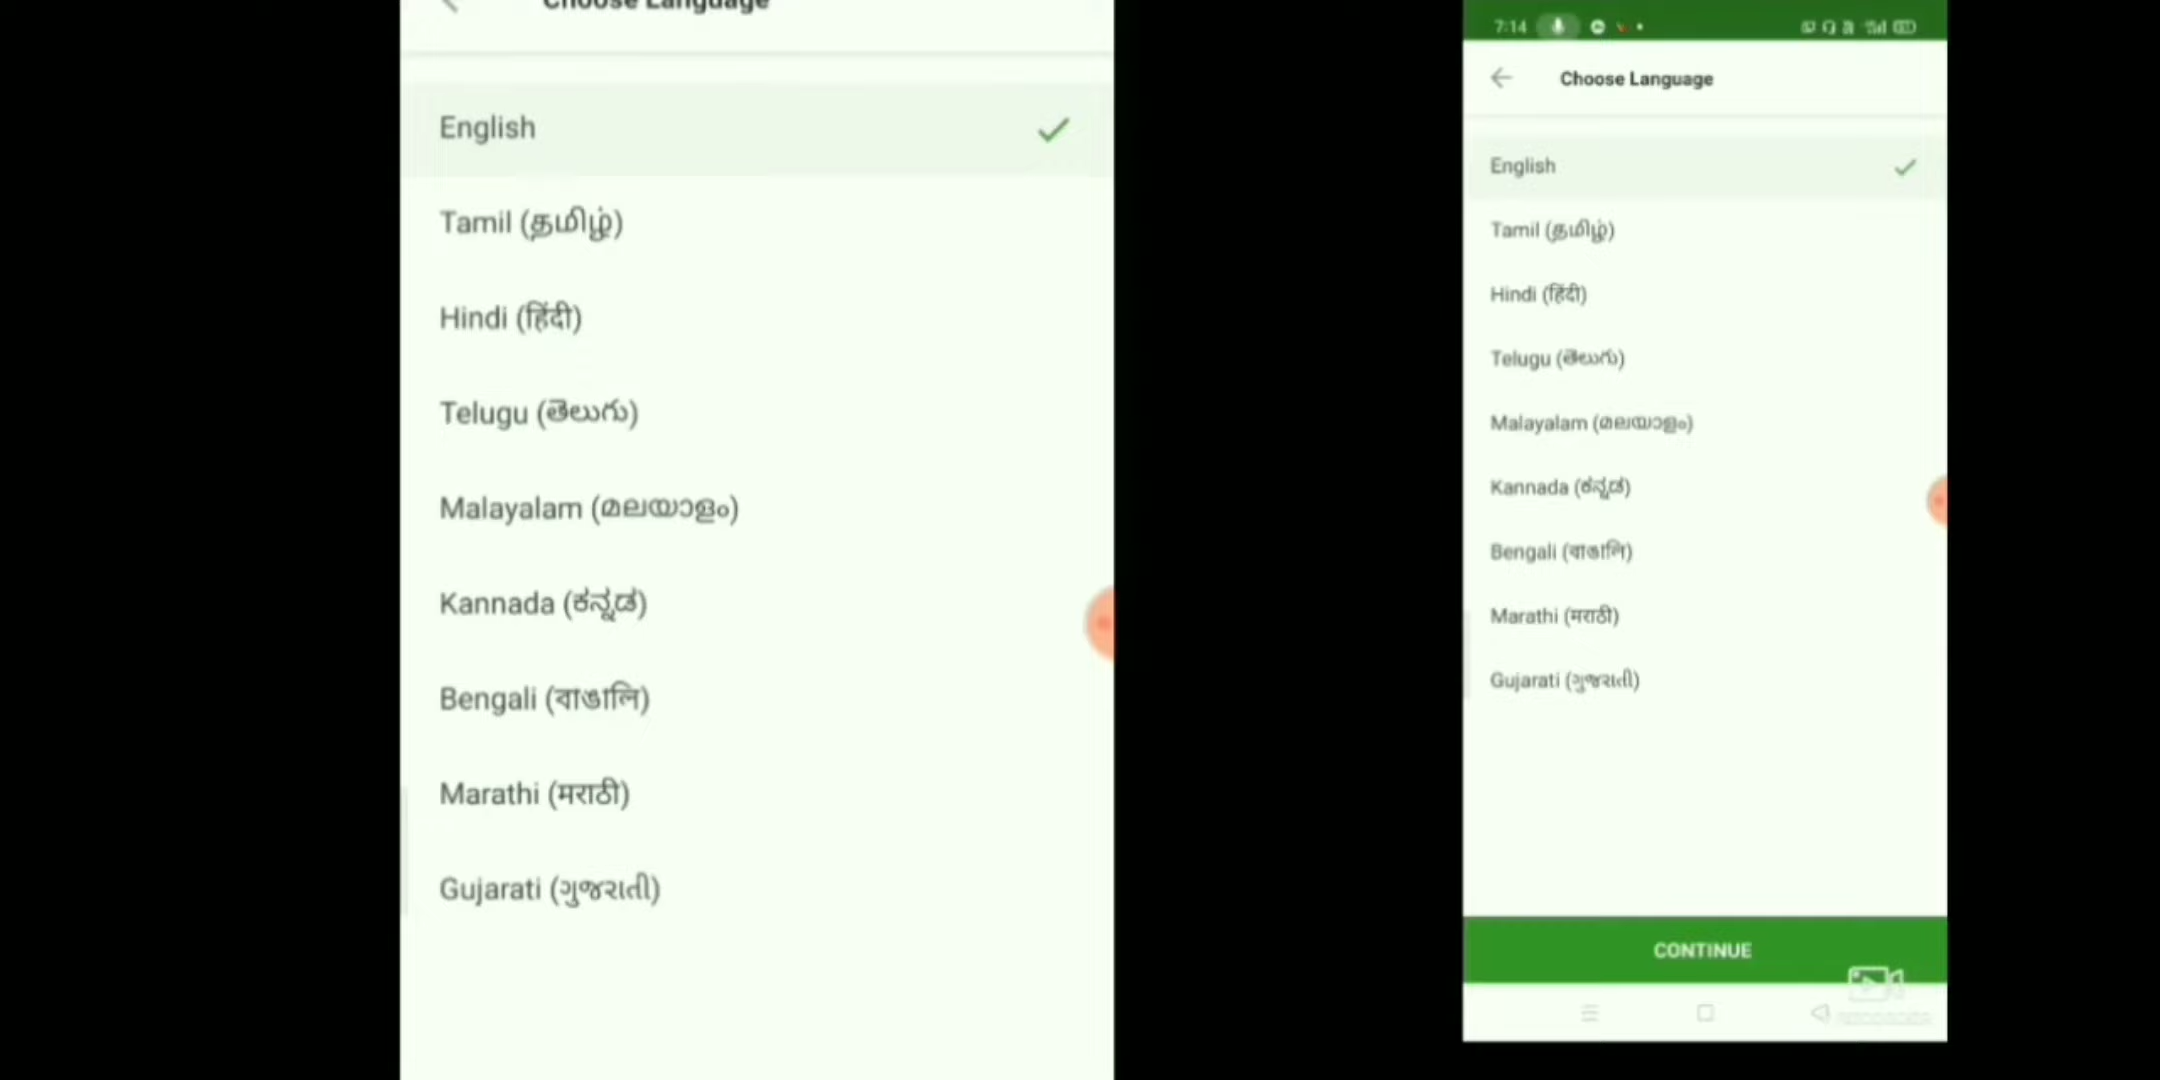 Choose Language
English
Tamil (தமிழ்)
Hindi (हिंदी)
Telugu (తెలుగు)
Malayalam (മലയാളം)
Kannada (ಕನ್ನಡ)
Bengali (বাঙালি)
Marathi (मराठी)
Gujarati (ગુજરાતી)
7:14
Choose Language
English
Tamil (தமிழ்)
Hindi (हिंदी)
Telugu (తెలుగు)
Malayalam (മലയാളം)
Kannada (ಕನ್ನಡ)
Bengali (বাঙালি)
Marathi (मराठी)
Gujarati (ગુજરાતી)
CONTINUE